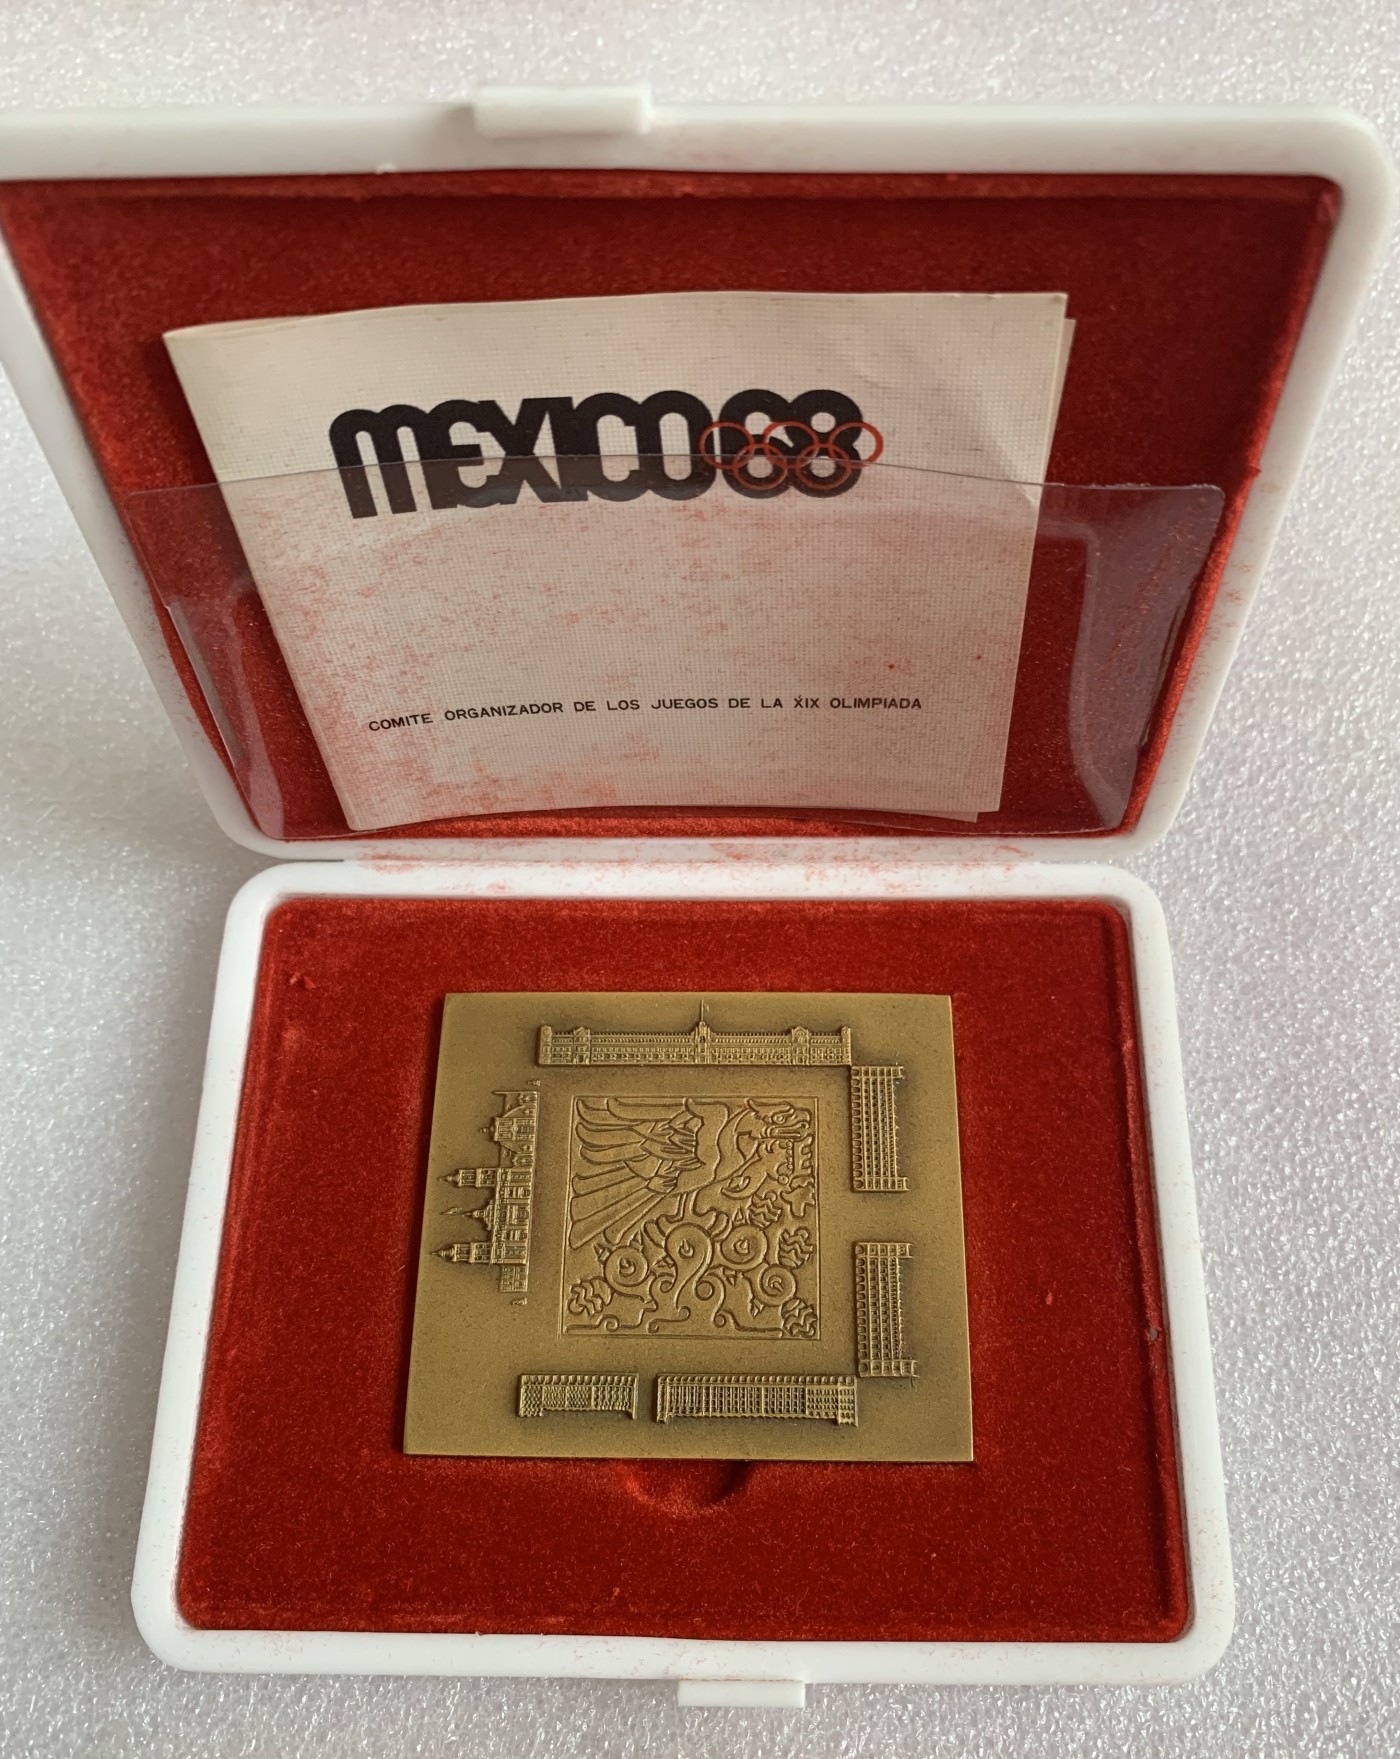 MEXICO68
COMITE ORGANIZADOR DE LOS JUEGOS DE LA XIX OLIMPIADA